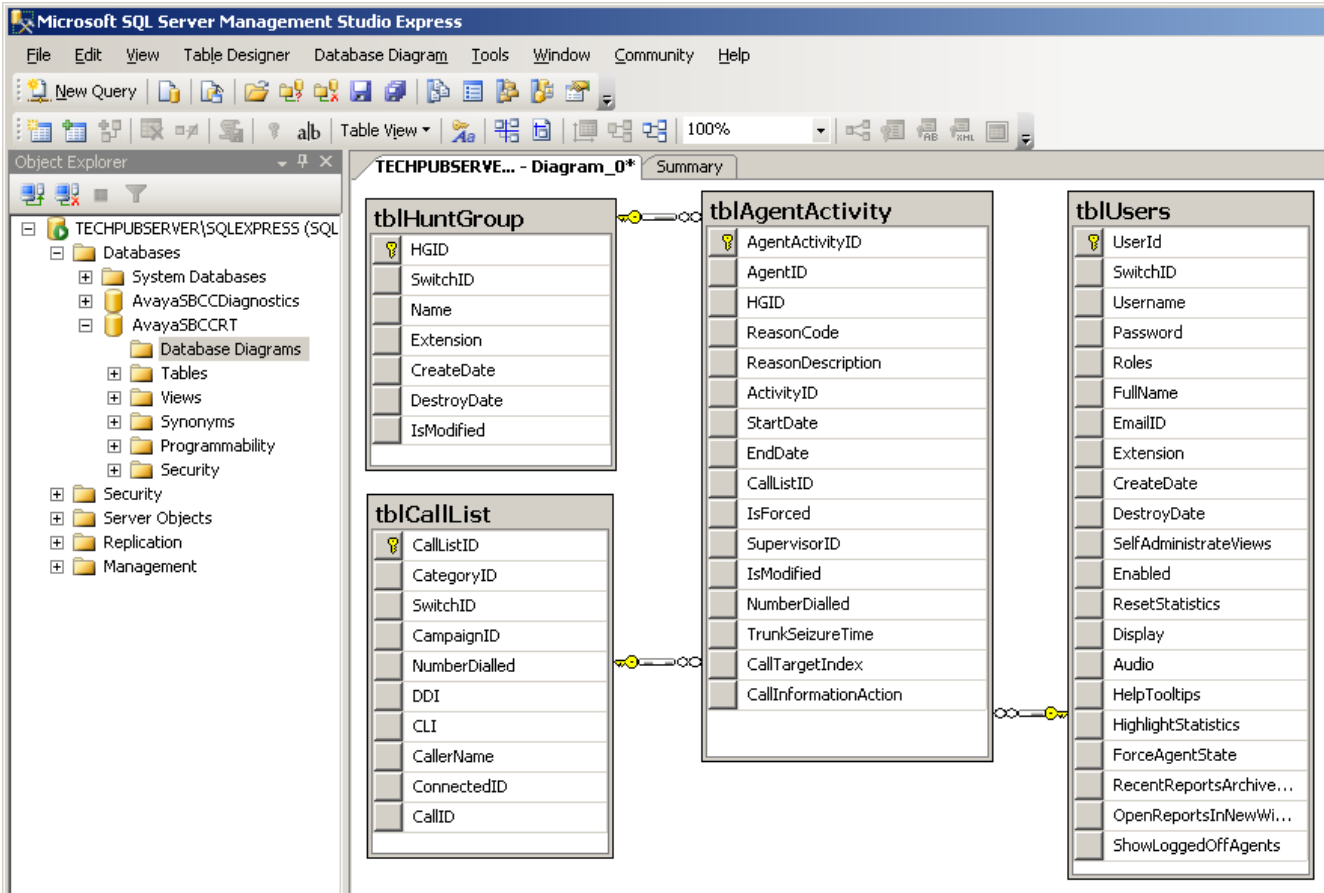 Microsoft SQL Server Management Studio Express
File Edit View Table Designer Database Diagram Tools Window Community Help
New Query
ab Table View 100%
Object Explorer
TECHPUBSERVE... - Diagram_0* Summary
TECHPUBSERVER\SQLEXPRESS (SQL
Databases
System Databases
AvayaSBCCDiagnostics
AvayaSBCCRT
Database Diagrams
Tables
Views
Synonyms
Programmability
Security
Security
Server Objects
Replication
Management
tblHuntGroup
HGID
SwitchID
Name
Extension
CreateDate
DestroyDate
IsModified
tblCallList
CallListID
CategoryID
SwitchID
CampaignID
NumberDialled
DDI
CLI
CallerName
ConnectedID
CallID
tblAgentActivity
AgentActivityID
AgentID
HGID
ReasonCode
ReasonDescription
ActivityID
StartDate
EndDate
CallListID
IsForced
SupervisorID
IsModified
NumberDialled
TrunkSeizureTime
CallTargetIndex
CallInformationAction
tblUsers
UserId
SwitchID
Username
Password
Roles
FullName
EmailID
Extension
CreateDate
DestroyDate
SelfAdministrateViews
Enabled
ResetStatistics
Display
Audio
HelpTooltips
HighlightStatistics
ForceAgentState
RecentReportsArchive...
OpenReportsInNewWi...
ShowLoggedOffAgents